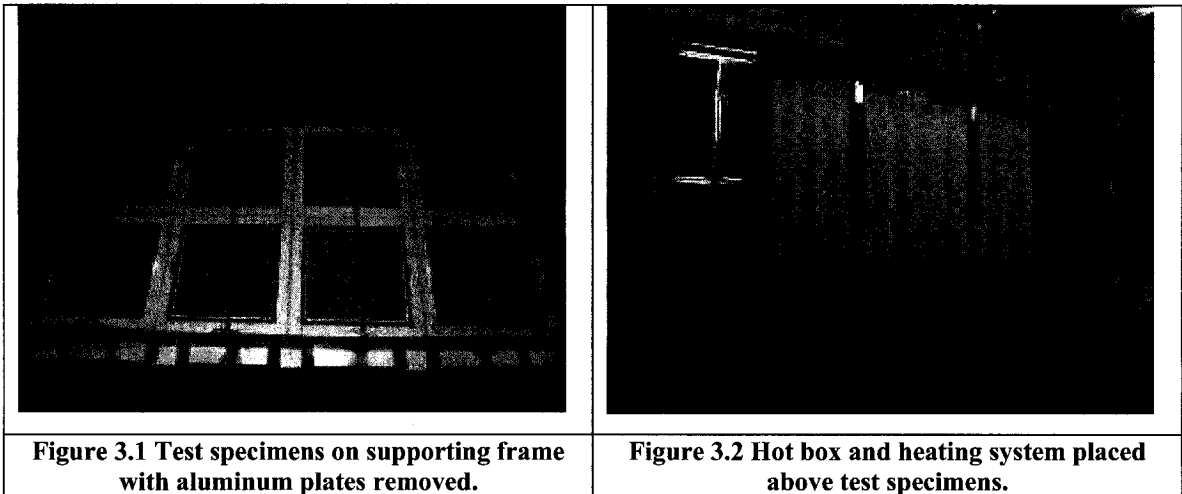 Figure 3.1 Test specimens on supporting frame
with aluminum plates removed.
Figure 3.2 Hot box and heating system placed
above test specimens.